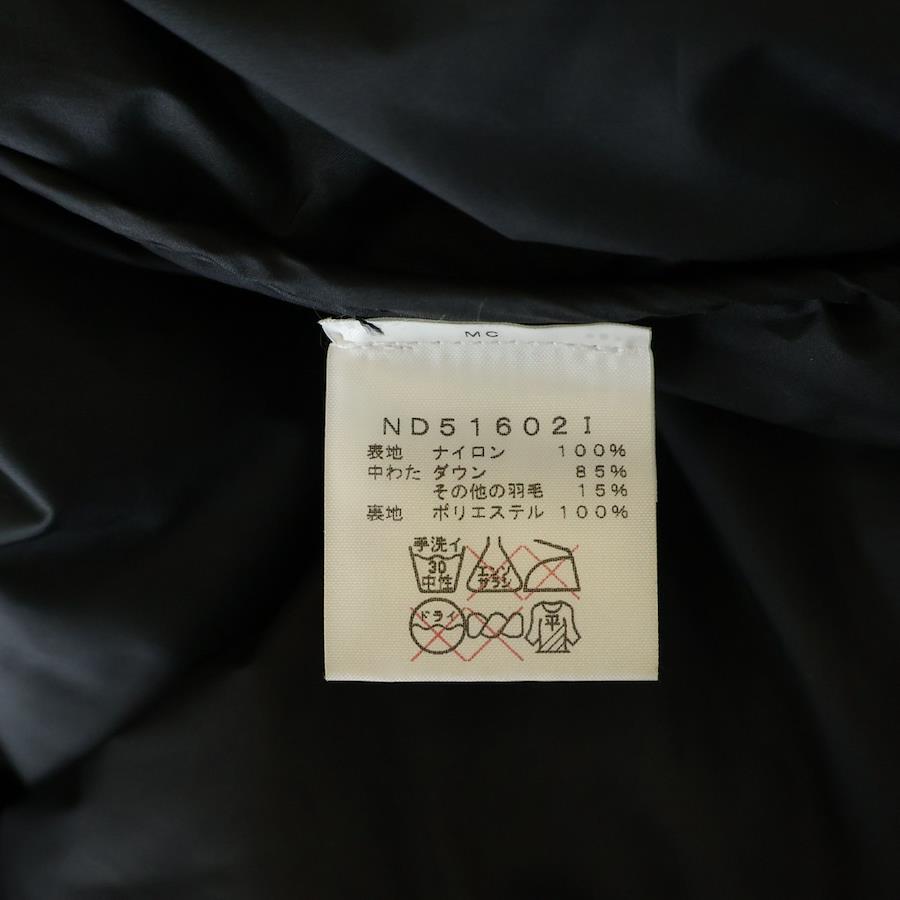 MC
ND51602I
表地 ナイロン 100%
中わた ダウン 85%
その他の羽毛 15%
裏地 ポリエステル 100%
手洗イ
30
中性
エンソ
サラシ
ドライ
平